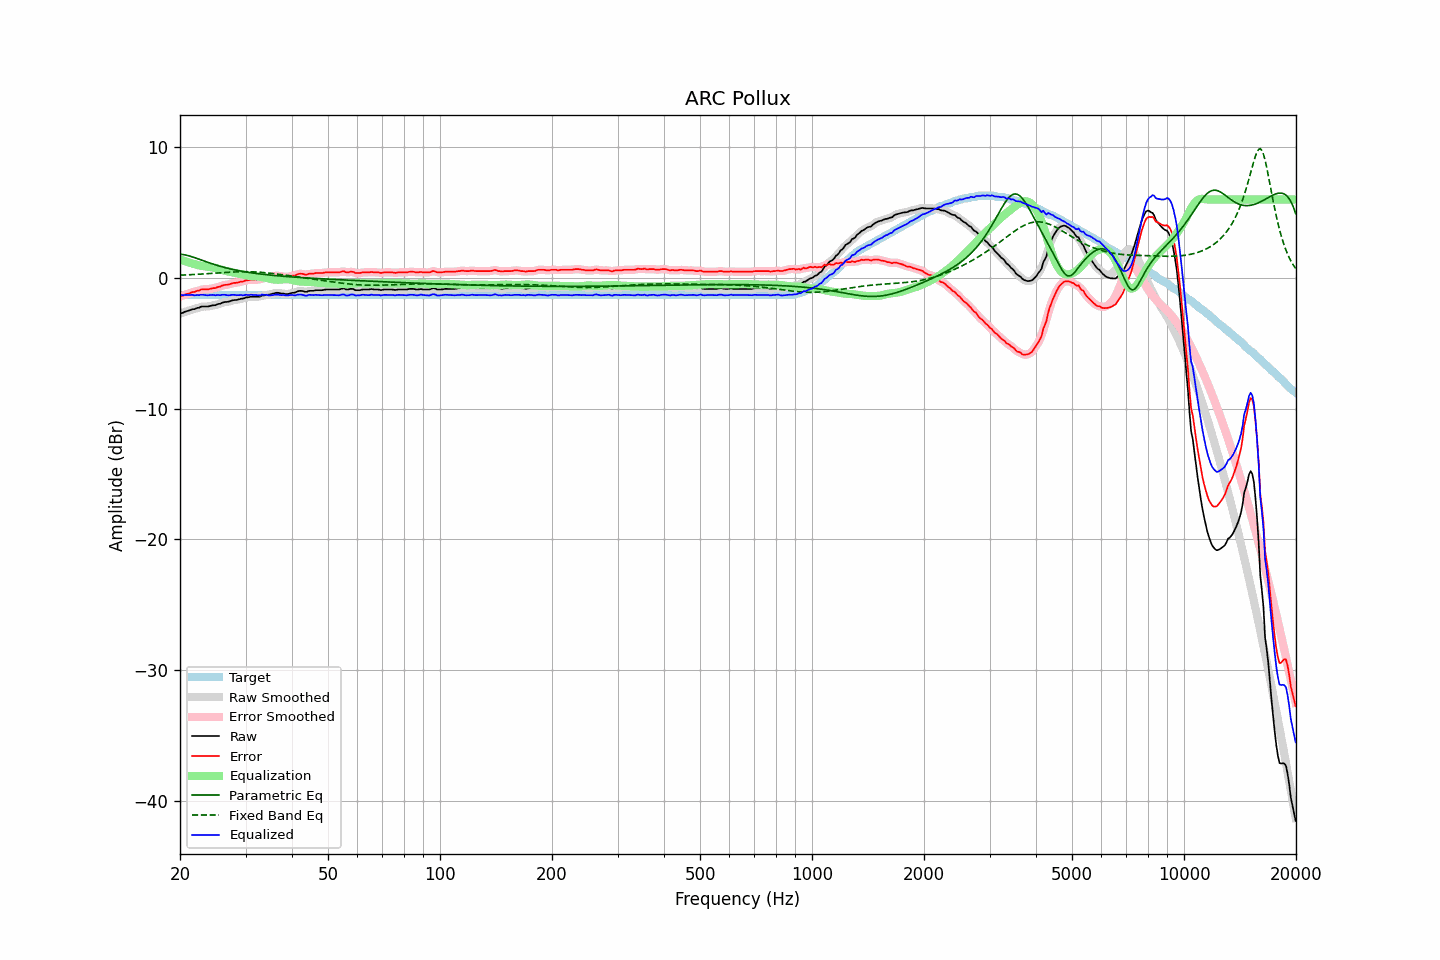 ARC Pollux
10
0
−10
−20
−30
−40
Amplitude (dBr)
20
50
100
200
500
1000
2000
5000
10000
20000
Frequency (Hz)
Target
Raw Smoothed
Error Smoothed
Raw
Error
Equalization
Parametric Eq
Fixed Band Eq
Equalized